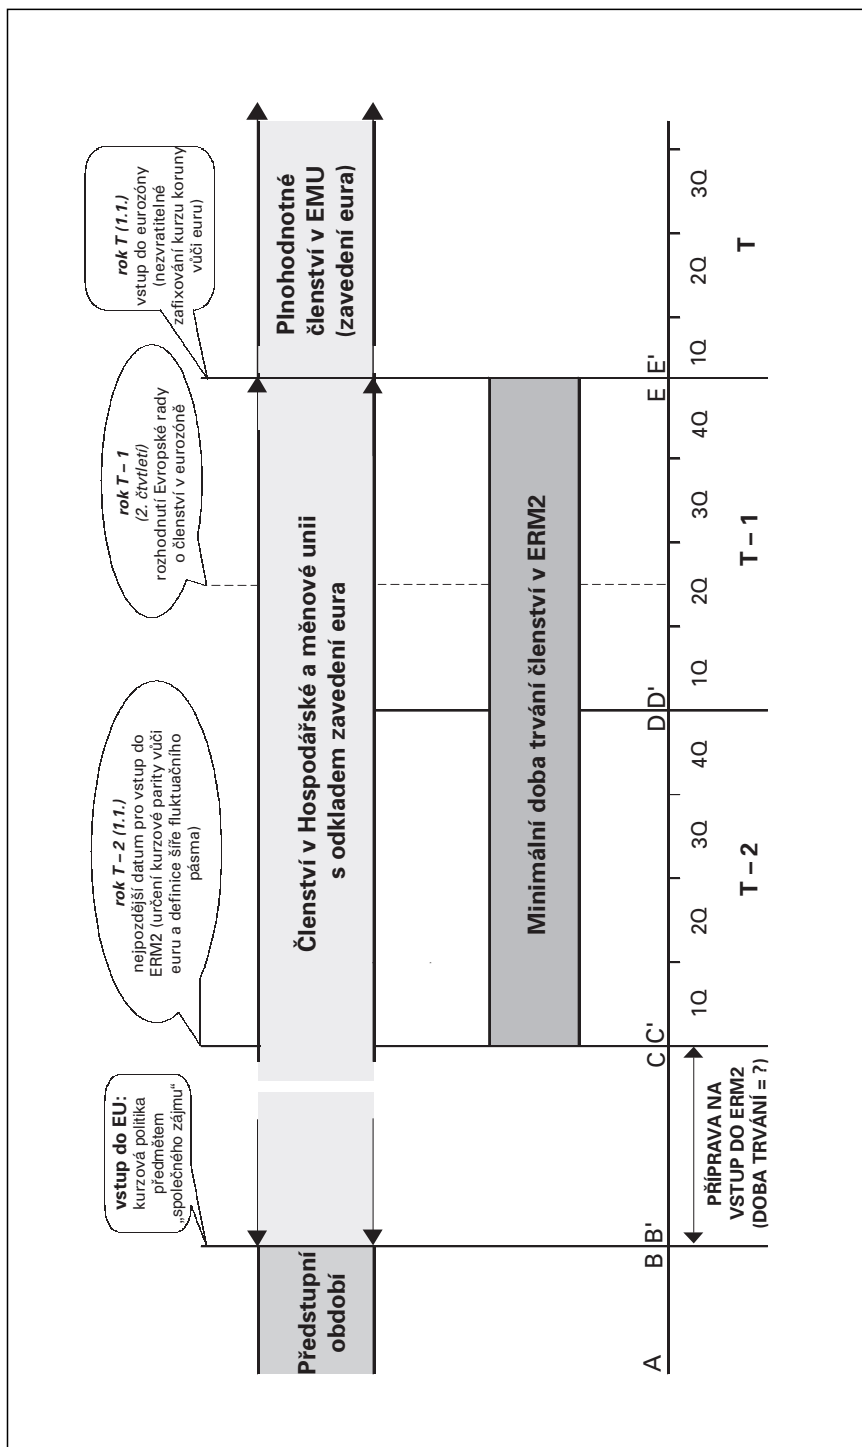 vstup do EU:
kurzová politika
předmětem
„společného zájmu“
rok T – 2 (1.1.)
nejpozdější datum pro vstup do
ERM2 (určení kurzové parity vůči
euru a definice šíře fluktuačního
pásma)
rok T – 1
(2. čtvtletí)
rozhodnutí Evropské rady
o členství v eurozóně
rok T (1.1.)
vstup do eurozóny
(nezvratitelné
zafixování kurzu koruny
vůči euru)
Předstupní
období
Členství v Hospodářské a měnové unii
s odkladem zavedení eura
Plnohodnotné
členství v EMU
(zavedení eura)
Minimální doba trvání členství v ERM2
A B B' C C' D D' E E'
1Q 2Q 3Q 4Q 1Q 2Q 3Q 4Q 1Q 2Q 3Q
PŘÍPRAVA NA
VSTUP DO ERM2
(DOBA TRVÁNÍ = ?)
T – 2 T – 1 T